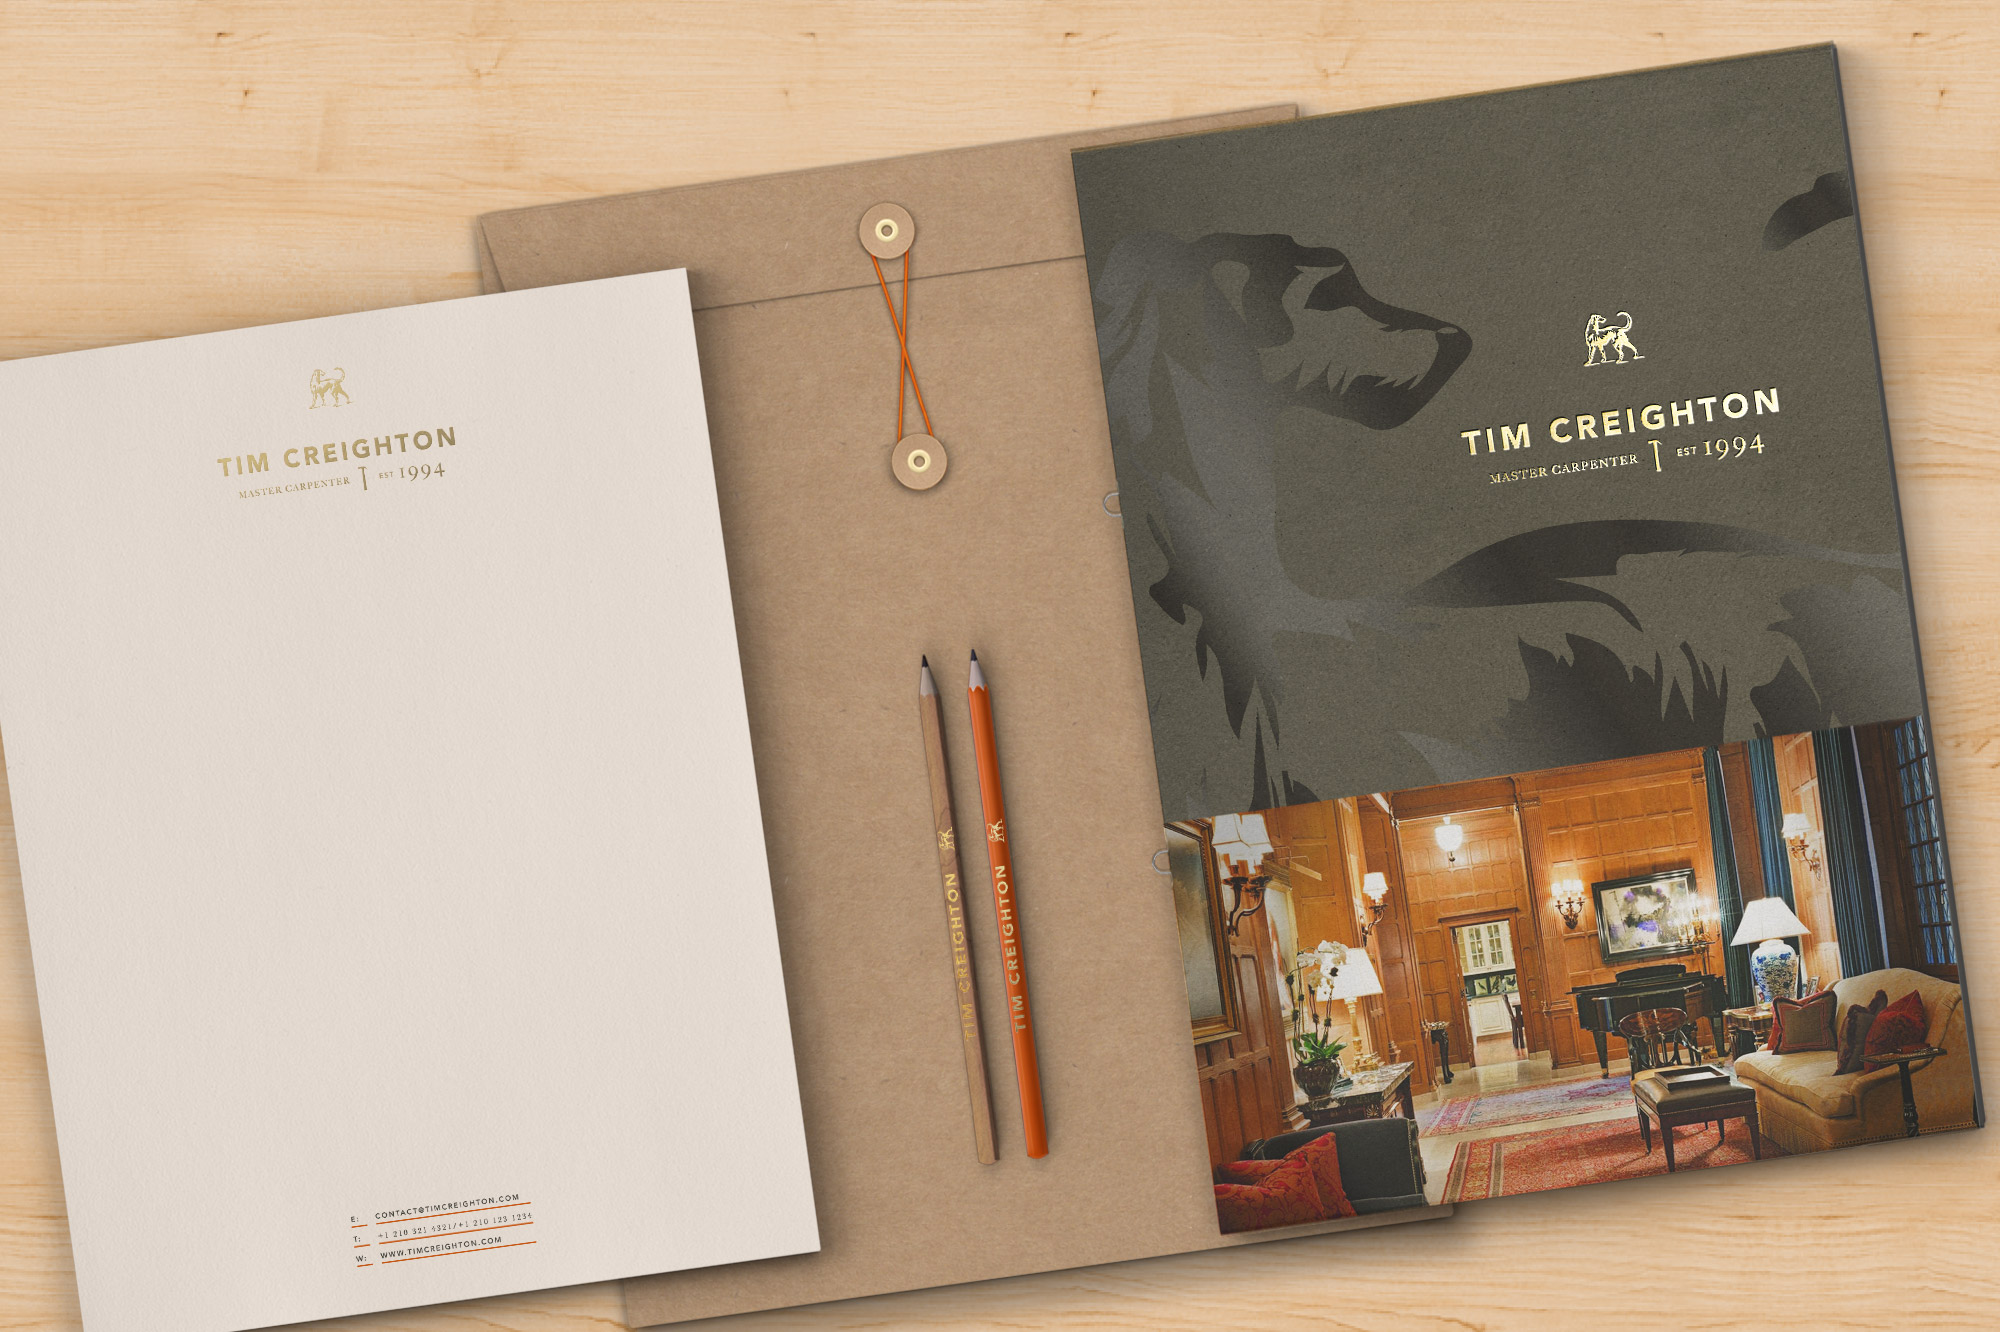 TIM CREIGHTON
MASTER CARPENTER EST 1994
E: CONTACT@TIMCREIGHTON.COM
T: +1 210 321 4321/+1 210 123 1234
W: WWW.TIMCREIGHTON.COM
TIM CREIGHTON
TIM CREIGHTON
TIM CREIGHTON
MASTER CARPENTER EST 1994